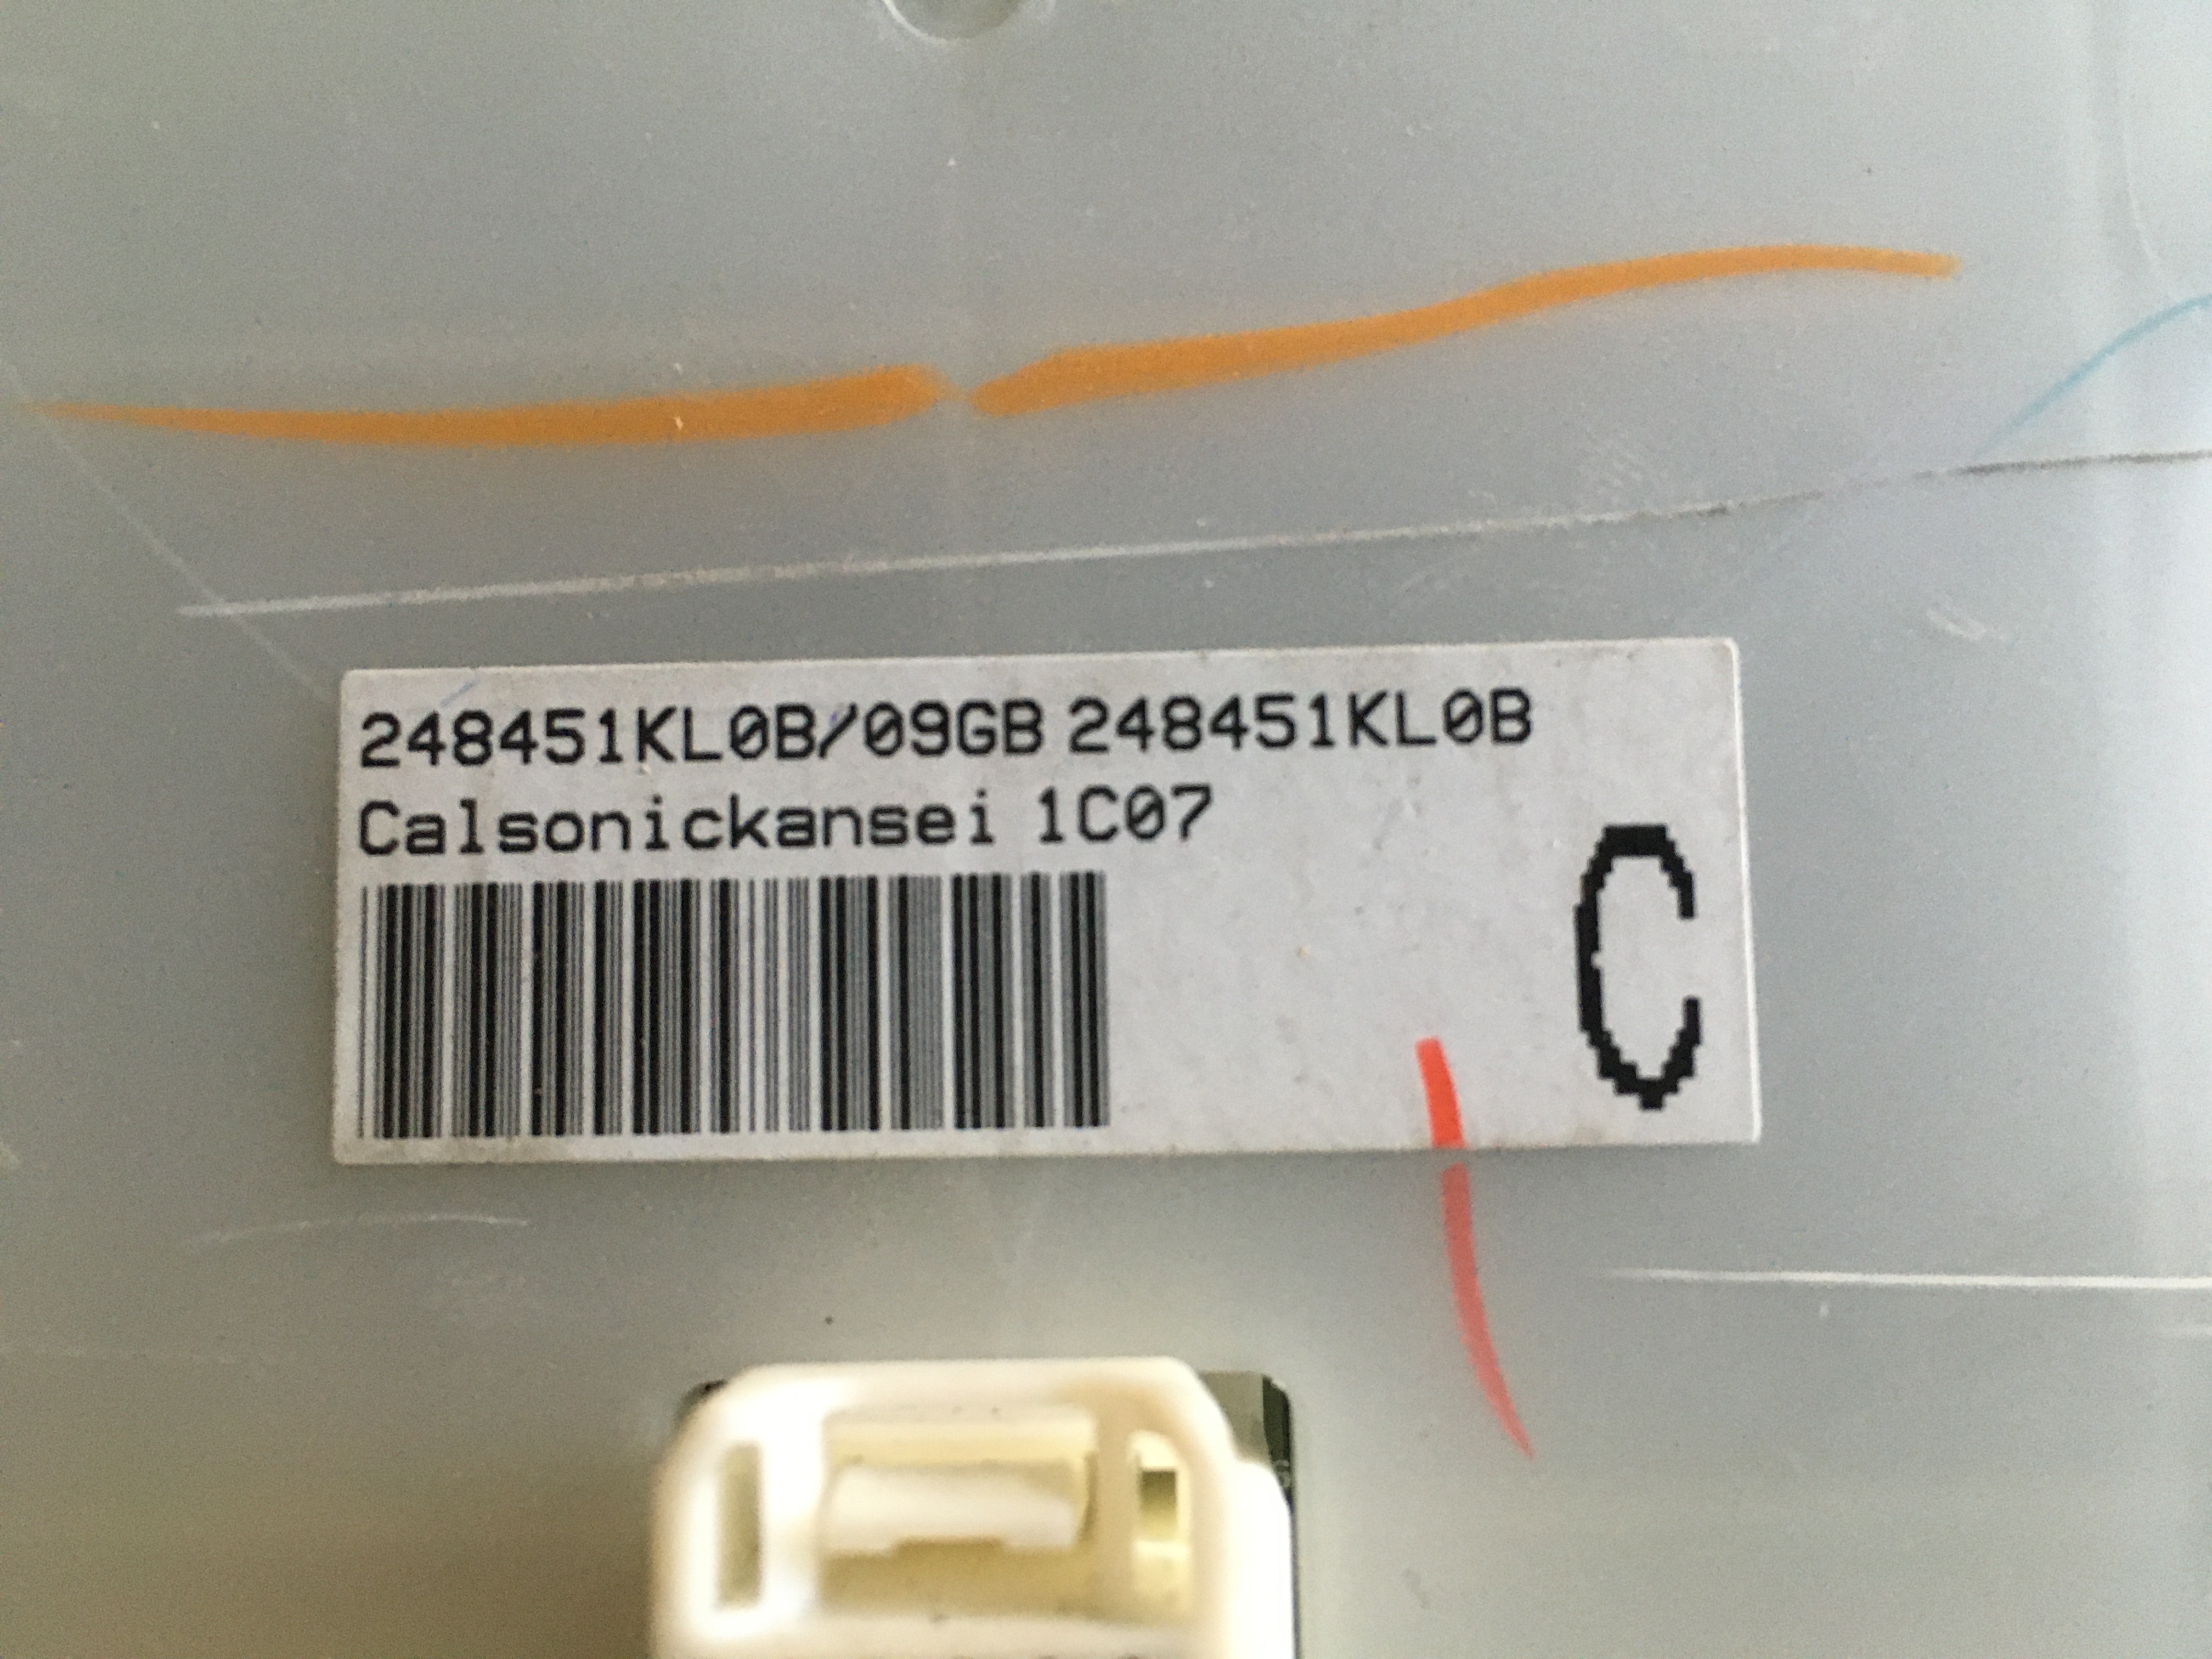 248451KL0B/09GB 248451KL0B
Calsonickansei 1C07
C